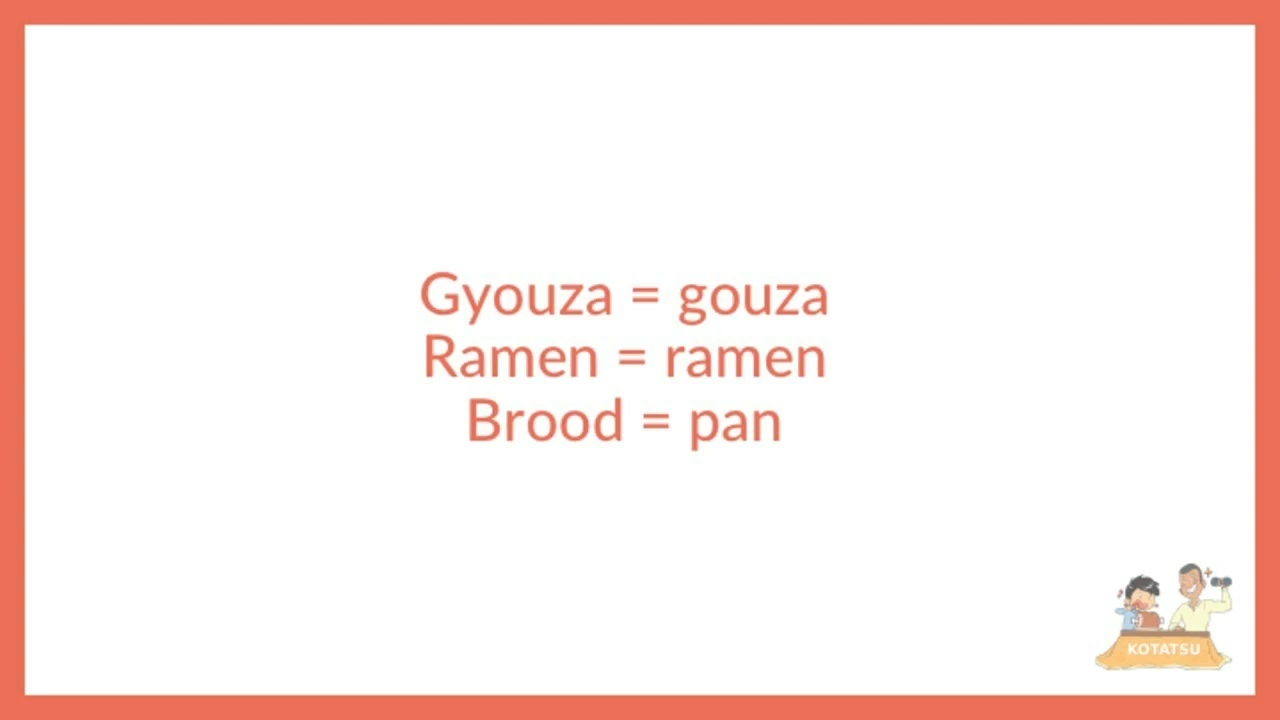 Gyouza = gouza
Ramen = ramen
Brood = pan
KOTATSU